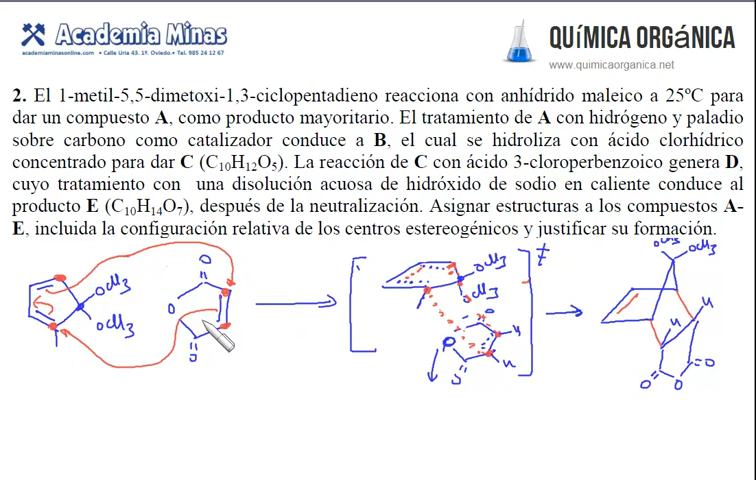 Academia Minas
academiaminasonline.com • Calle Uría 43. 1º. Oviedo. • Tel. 985 24 12 67
QUÍMICA ORGáNICA
www.quimicaorganica.net
2. El 1-metil-5,5-dimetoxi-1,3-ciclopentadieno reacciona con anhídrido maleico a 25ºC para
dar un compuesto A, como producto mayoritario. El tratamiento de A con hidrógeno y paladio
sobre carbono como catalizador conduce a B, el cual se hidroliza con ácido clorhídrico
concentrado para dar C (C10H12O5). La reacción de C con ácido 3-cloroperbenzoico genera D,
cuyo tratamiento con una disolución acuosa de hidróxido de sodio en caliente conduce al
producto E (C10H14O7), después de la neutralización. Asignar estructuras a los compuestos A-
E, incluida la configuración relativa de los centros estereogénicos y justificar su formación.
OCH3
OCH3
O
O
O
OCH3
OCH3
O
O
O
H
H
‡
OCH3
OCH3
H
H
O=
O
=O